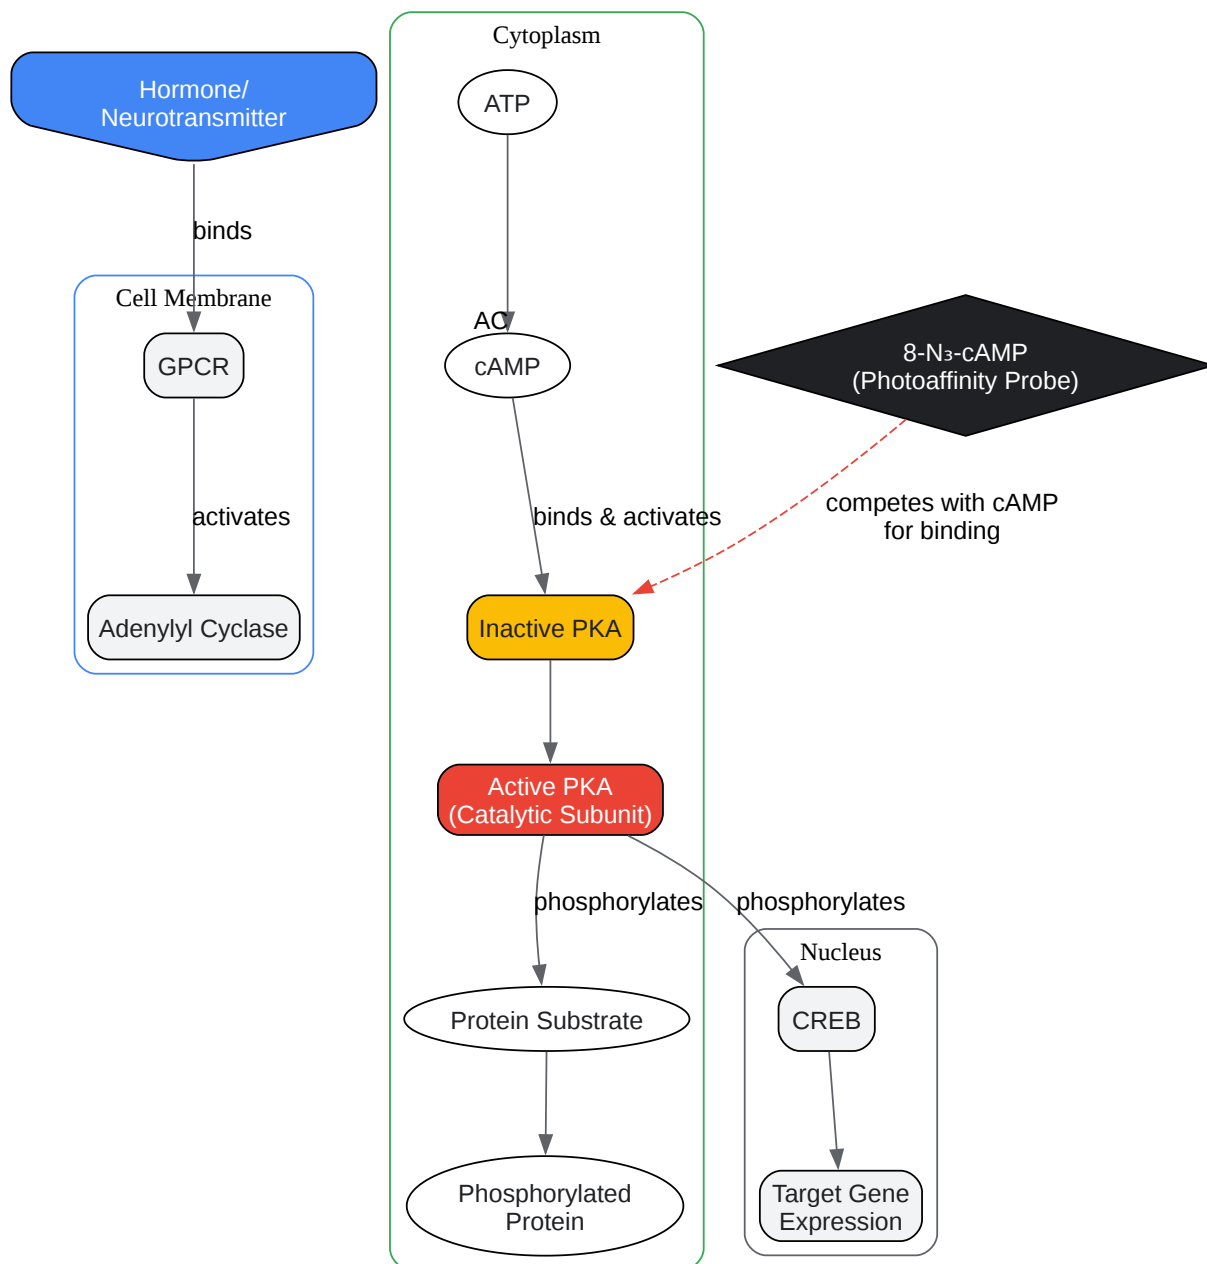 Cytoplasm
Hormone/
Neurotransmitter
ATP
binds
Cell Membrane
AC
GPCR
cAMP
8-N₃-cAMP
(Photoaffinity Probe)
activates
binds & activates
competes with cAMP
for binding
Adenylyl Cyclase
Inactive PKA
Active PKA
(Catalytic Subunit)
phosphorylates
phosphorylates
Nucleus
Protein Substrate
CREB
Phosphorylated
Protein
Target Gene
Expression